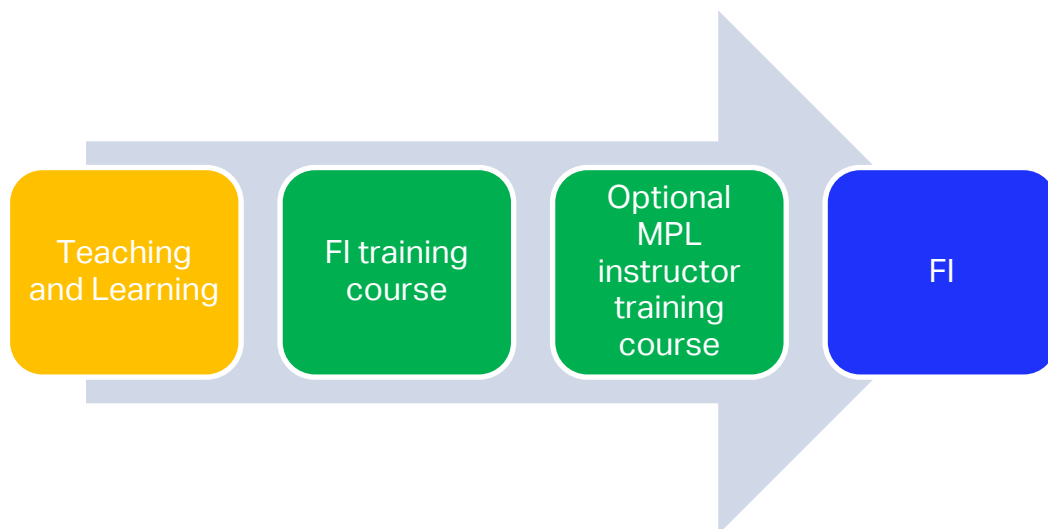 Teaching
and Learning
FI training
course
Optional
MPL
instructor
training
course
FI